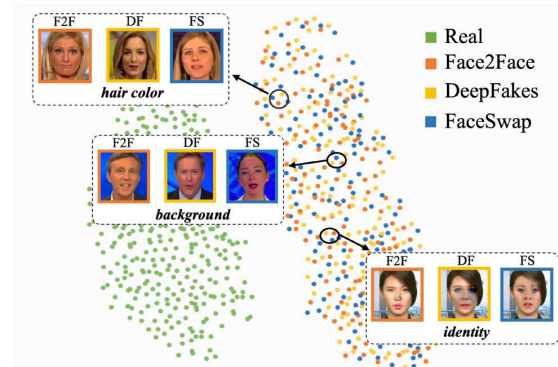 F2F DF FS
hair color
Real
Face2Face
DeepFakes
FaceSwap
F2F DF FS
background
F2F DF FS
identity